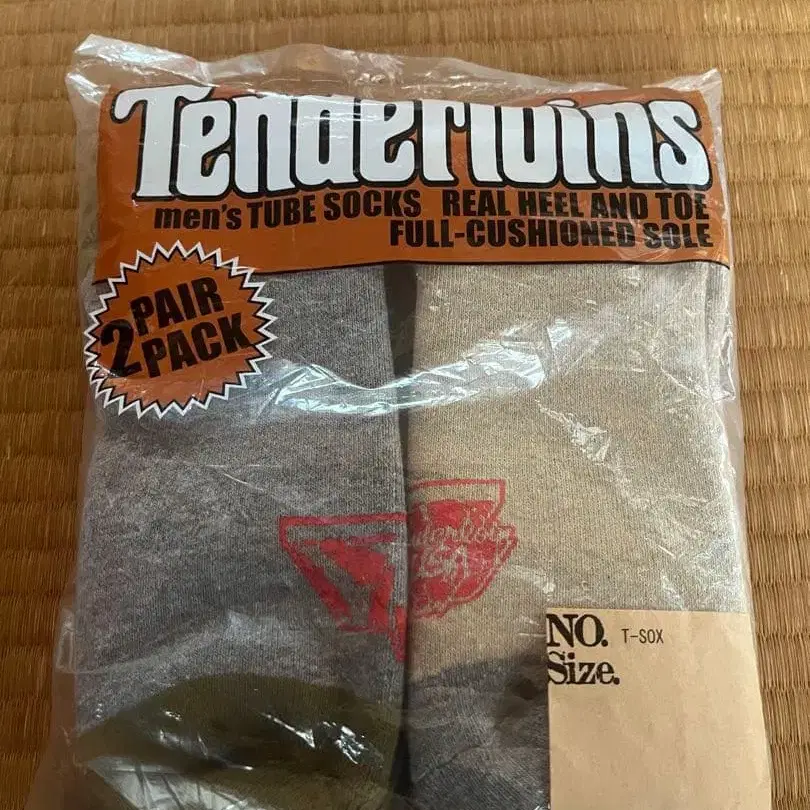 Tenderloins
men's TUBE SOCKS REAL HEEL AND TOE
FULL-CUSHIONED SOLE
2 PAIR
PACK
NO. T-SOX
Size.